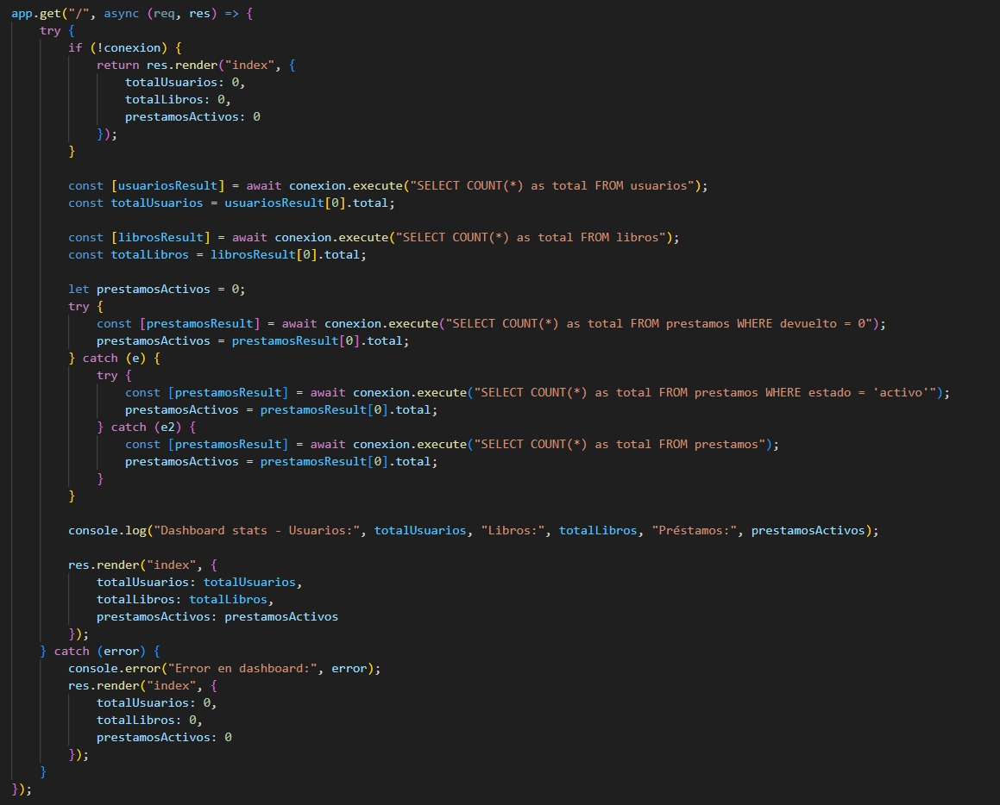 app.get("/", async (req, res) => {
    try {
        if (!conexion) {
            return res.render("index", {
                totalUsuarios: 0,
                totalLibros: 0,
                prestamosActivos: 0
            });
        }

        const [usuariosResult] = await conexion.execute("SELECT COUNT(*) as total FROM usuarios");
        const totalUsuarios = usuariosResult[0].total;

        const [librosResult] = await conexion.execute("SELECT COUNT(*) as total FROM libros");
        const totalLibros = librosResult[0].total;

        let prestamosActivos = 0;
        try {
            const [prestamosResult] = await conexion.execute("SELECT COUNT(*) as total FROM prestamos WHERE devuelto = 0");
            prestamosActivos = prestamosResult[0].total;
        } catch (e) {
            try {
                const [prestamosResult] = await conexion.execute("SELECT COUNT(*) as total FROM prestamos WHERE estado = 'activo'");
                prestamosActivos = prestamosResult[0].total;
            } catch (e2) {
                const [prestamosResult] = await conexion.execute("SELECT COUNT(*) as total FROM prestamos");
                prestamosActivos = prestamosResult[0].total;
            }
        }

        console.log("Dashboard stats - Usuarios:", totalUsuarios, "Libros:", totalLibros, "Préstamos:", prestamosActivos);

        res.render("index", {
            totalUsuarios: totalUsuarios,
            totalLibros: totalLibros,
            prestamosActivos: prestamosActivos
        });
    } catch (error) {
        console.error("Error en dashboard:", error);
        res.render("index", {
            totalUsuarios: 0,
            totalLibros: 0,
            prestamosActivos: 0
        });
    }
});